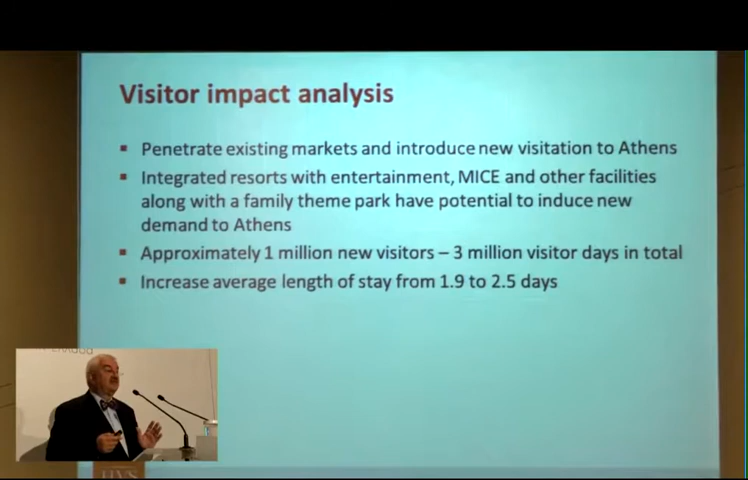 Visitor impact analysis
▪ Penetrate existing markets and introduce new visitation to Athens
▪ Integrated resorts with entertainment, MICE and other facilities
along with a family theme park have potential to induce new
demand to Athens
▪ Approximately 1 million new visitors – 3 million visitor days in total
▪ Increase average length of stay from 1.9 to 2.5 days
HVS